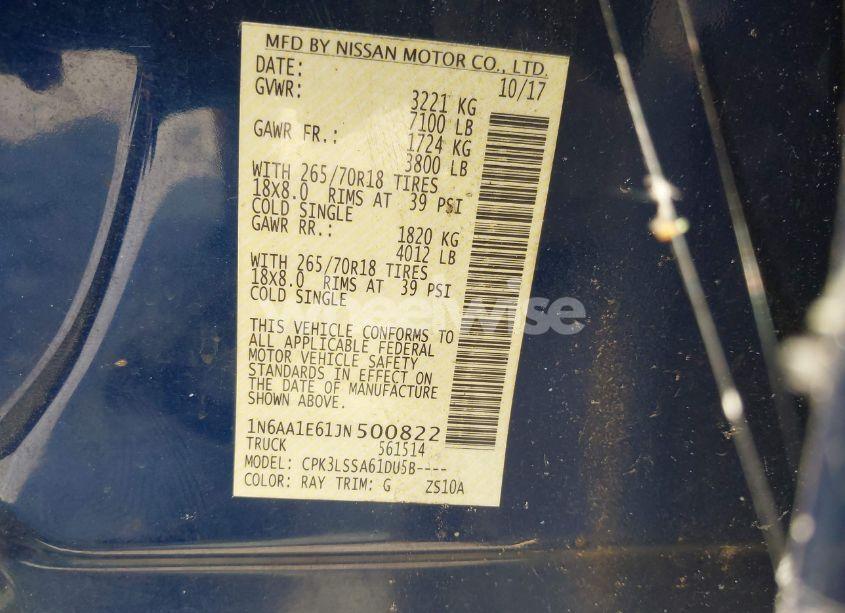 MFD BY NISSAN MOTOR CO., LTD.
DATE: 10/17
GVWR: 3221 KG
7100 LB
GAWR FR.: 1724 KG
3800 LB
WITH 265/70R18 TIRES
18X8.0 RIMS AT 39 PSI
COLD SINGLE
GAWR RR.: 1820 KG
4012 LB
WITH 265/70R18 TIRES
18X8.0 RIMS AT 39 PSI
COLD SINGLE
wheelwise
THIS VEHICLE CONFORMS TO
ALL APPLICABLE FEDERAL
MOTOR VEHICLE SAFETY
STANDARDS IN EFFECT ON
THE DATE OF MANUFACTURE
SHOWN ABOVE.
1N6AA1E61JN500822
TRUCK 561514
MODEL: CPK3LSSA61DU5B----
COLOR: RAY TRIM: G ZS10A